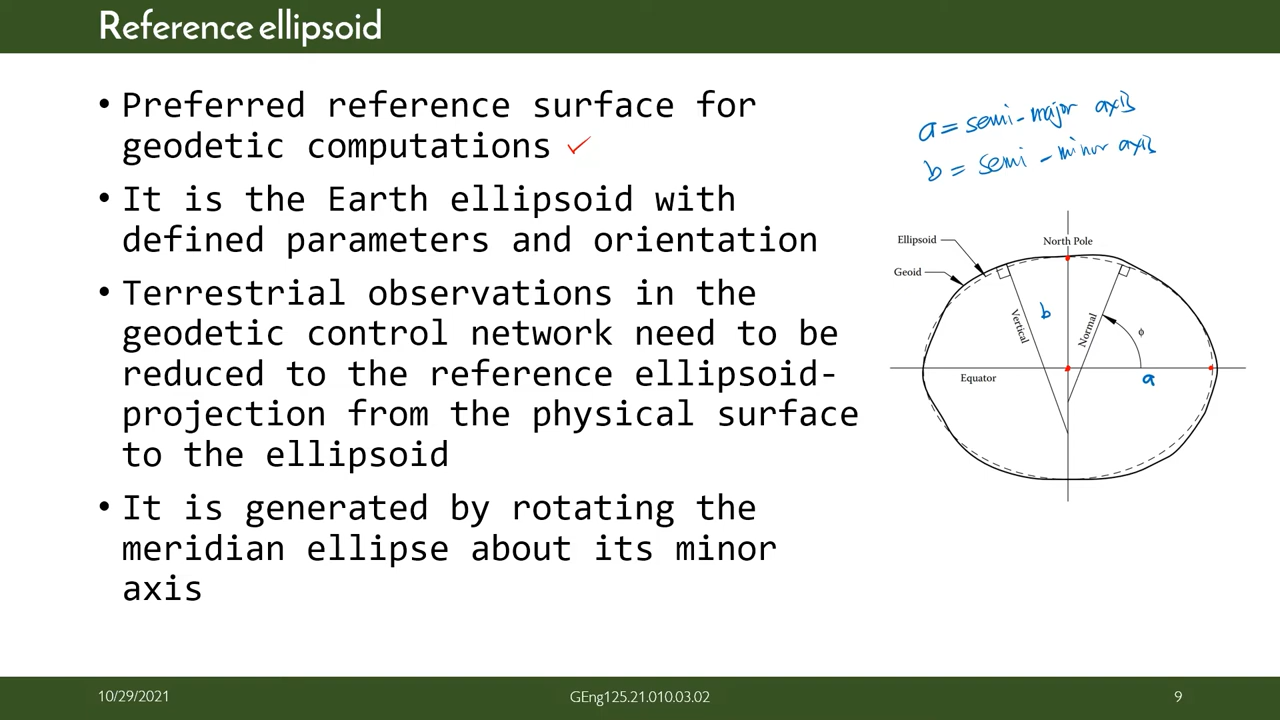 Reference ellipsoid
• Preferred reference surface for
geodetic computations ✓
• It is the Earth ellipsoid with
defined parameters and orientation
• Terrestrial observations in the
geodetic control network need to be
reduced to the reference ellipsoid-
projection from the physical surface
to the ellipsoid
• It is generated by rotating the
meridian ellipse about its minor
axis
a = semi-major axis
b = semi-minor axis
Ellipsoid
North Pole
Geoid
b
Vertical
Normal
ϕ
Equator
a
10/29/2021
GEng125.21.010.03.02
9